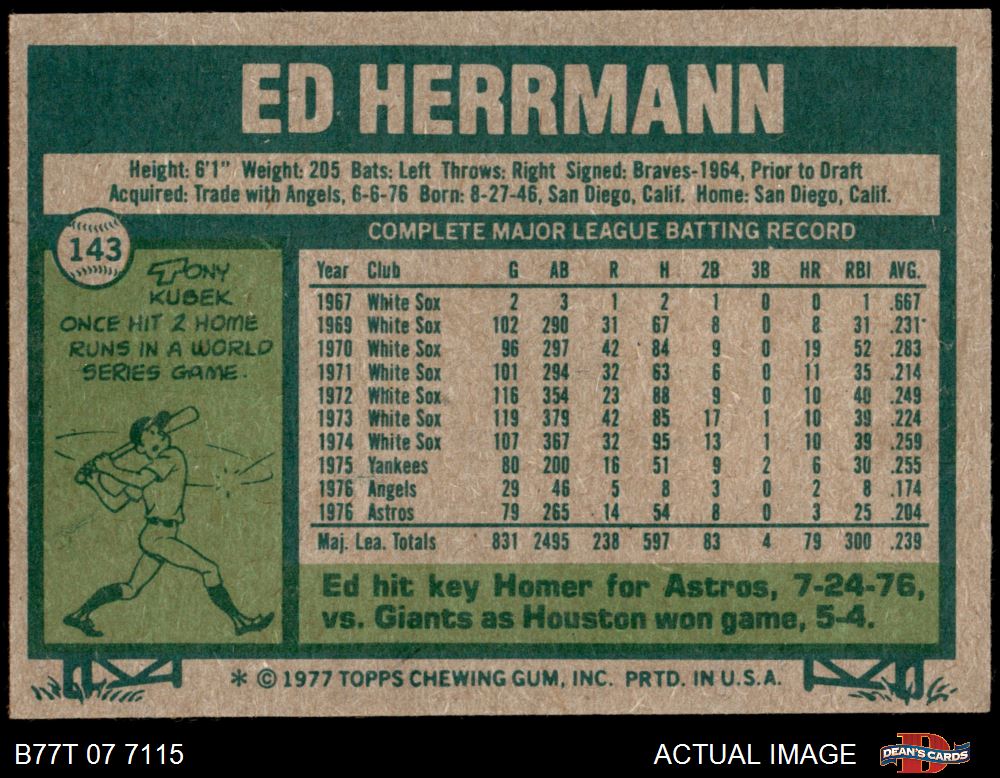 ED HERRMANN
Height: 6'1" Weight: 205 Bats: Left Throws: Right Signed: Braves-1964, Prior to Draft
Acquired: Trade with Angels, 6-6-76 Born: 8-27-46, San Diego, Calif. Home: San Diego, Calif.
143
TONY
KUBEK
ONCE HIT 2 HOME
RUNS IN A WORLD
SERIES GAME.
COMPLETE MAJOR LEAGUE BATTING RECORD
Year Club G AB R H 2B 3B HR RBI AVG.
1967 White Sox 2 3 1 2 1 0 0 1 .667
1969 White Sox 102 290 31 67 8 0 8 31 .231
1970 White Sox 96 297 42 84 9 0 19 52 .283
1971 White Sox 101 294 32 63 6 0 11 35 .214
1972 White Sox 116 354 23 88 9 0 10 40 .249
1973 White Sox 119 379 42 85 17 1 10 39 .224
1974 White Sox 107 367 32 95 13 1 10 39 .259
1975 Yankees 80 200 16 51 9 2 6 30 .255
1976 Angels 29 46 5 8 3 0 2 8 .174
1976 Astros 79 265 14 54 8 0 3 25 .204
Maj. Lea. Totals 831 2495 238 597 83 4 79 300 .239
Ed hit key Homer for Astros, 7-24-76,
vs. Giants as Houston won game, 5-4.
* © 1977 TOPPS CHEWING GUM, INC. PRTD. IN U.S.A.
B77T 07 7115
ACTUAL IMAGE
D
DEAN'S CARDS